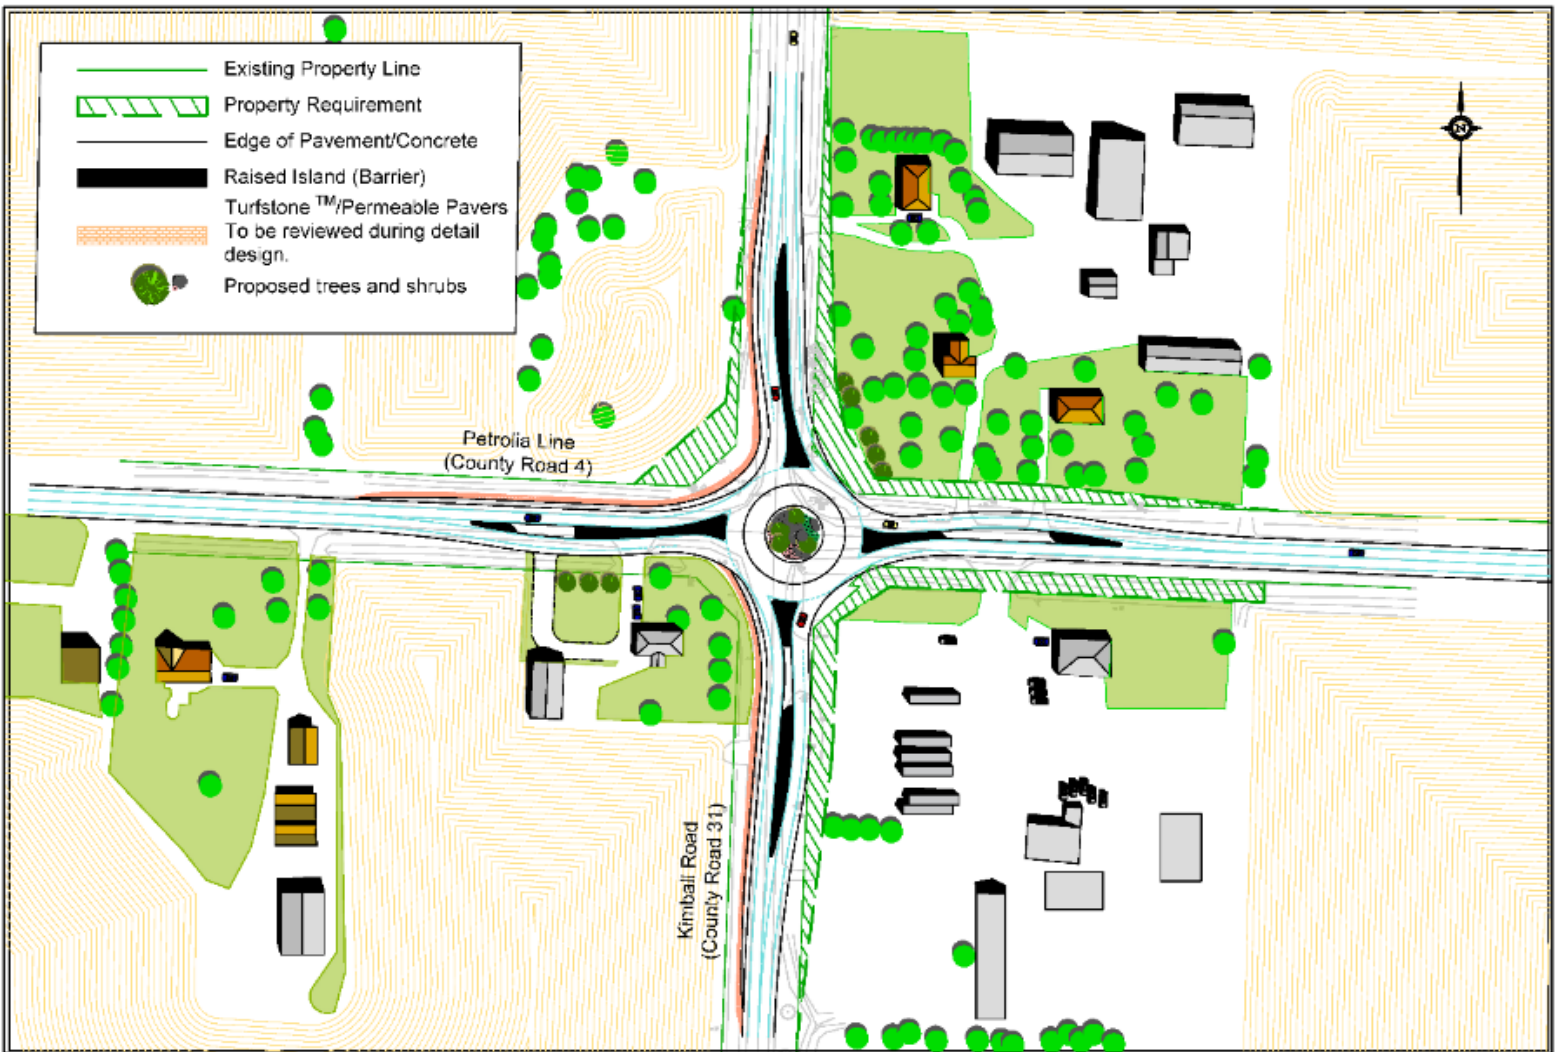 Existing Property Line
Property Requirement
Edge of Pavement/Concrete
Raised Island (Barrier)
Turfstone ™/Permeable Pavers
To be reviewed during detail
design.
Proposed trees and shrubs
N
Petrolia Line
(County Road 4)
Kimball Road
(County Road 31)